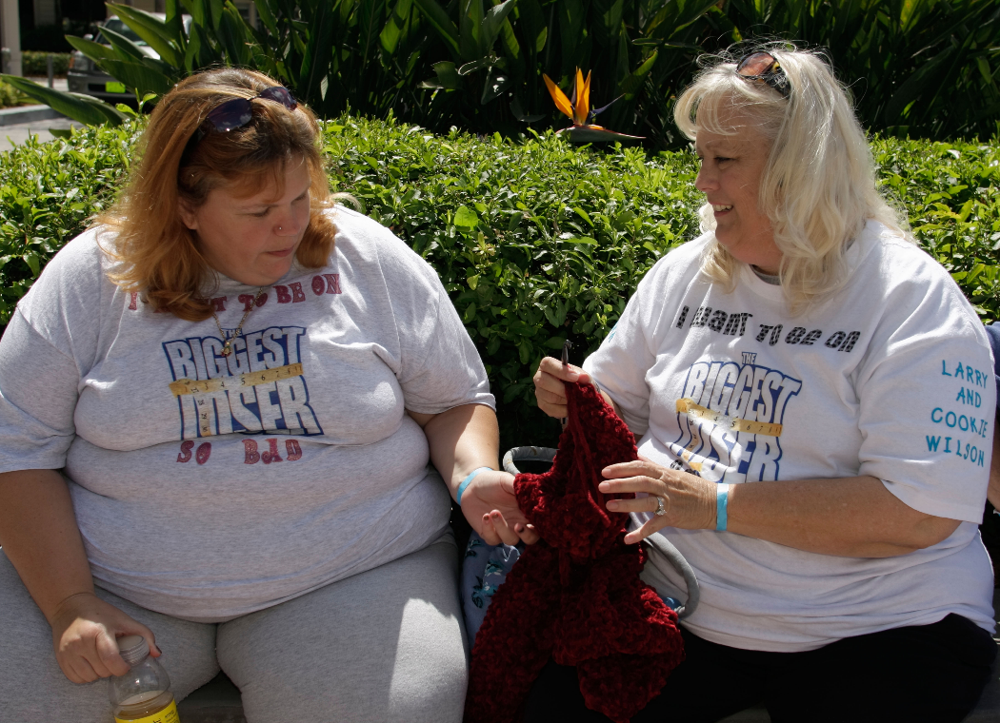 I WANT TO BE ON
THE
BIGGEST
LOSER
SO BAD
I WANT TO BE ON
THE
BIGGEST
LOSER
LARRY
AND
COOKIE
WILSON